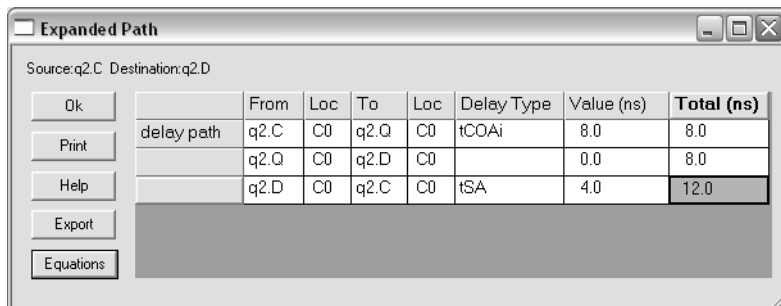 Expanded Path
Source:q2.C Destination:q2.D
Ok
Print
Help
Export
Equations
From Loc To Loc Delay Type Value (ns) Total (ns)
delay path q2.C C0 q2.Q C0 tCOAi 8.0 8.0
q2.Q C0 q2.D C0 0.0 8.0
q2.D C0 q2.C C0 tSA 4.0 12.0